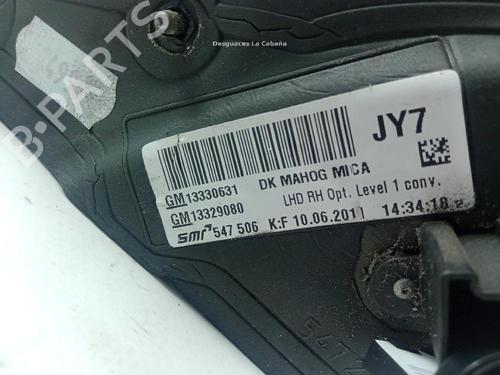 Desguaces La Cabaña
B-PARTS
JY7
GM13330631 DK MAHOG MICA
GM13329080 LHD RH Opt. Level 1 conv.
smr 547 506 K:F 10.06.2011 14:34:18